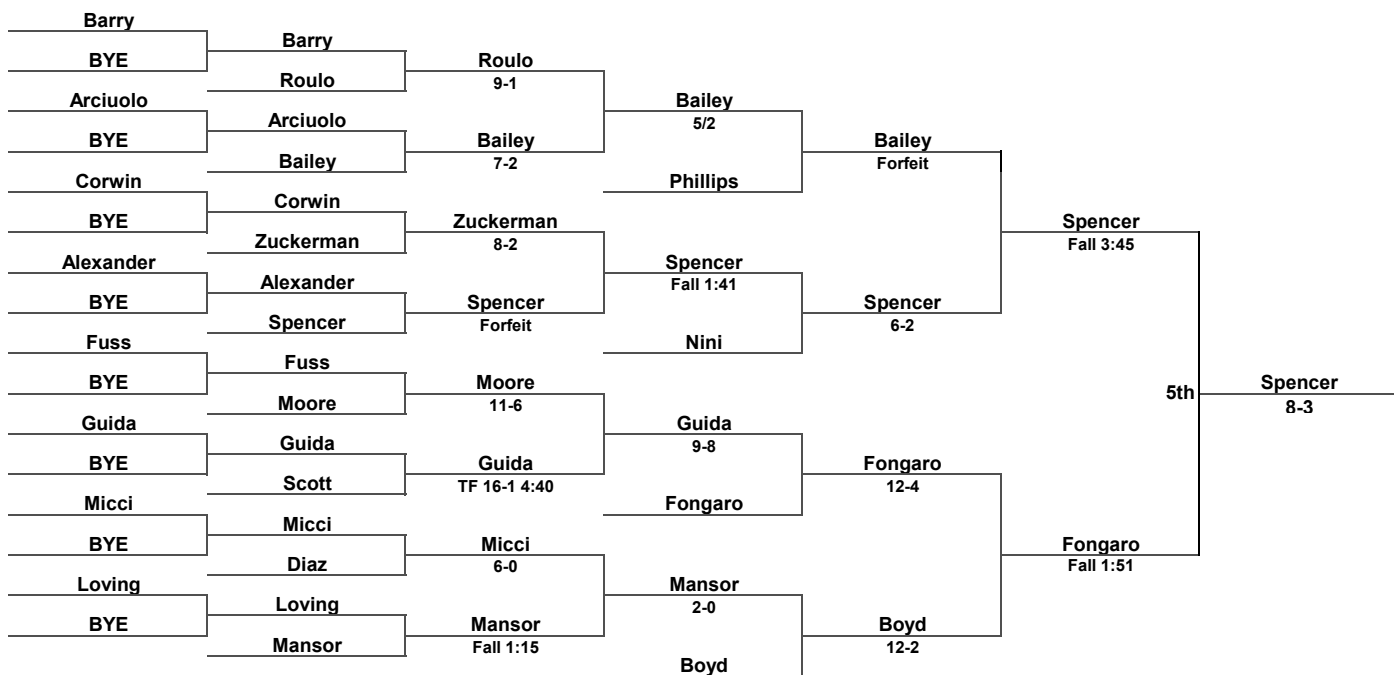 Barry
BYE
Arciuolo
BYE
Corwin
BYE
Alexander
BYE
Fuss
BYE
Guida
BYE
Micci
BYE
Loving
BYE
Barry
Roulo
Arciuolo
Bailey
Corwin
Zuckerman
Alexander
Spencer
Fuss
Moore
Guida
Scott
Micci
Diaz
Loving
Mansor
Roulo
9-1
Bailey
7-2
Zuckerman
8-2
Spencer
Forfeit
Moore
11-6
Guida
TF 16-1 4:40
Micci
6-0
Mansor
Fall 1:15
Bailey
5/2
Phillips
Spencer
Fall 1:41
Nini
Guida
9-8
Fongaro
Mansor
2-0
Boyd
Bailey
Forfeit
Spencer
6-2
Fongaro
12-4
Boyd
12-2
Spencer
Fall 3:45
Fongaro
Fall 1:51
5th
Spencer
8-3